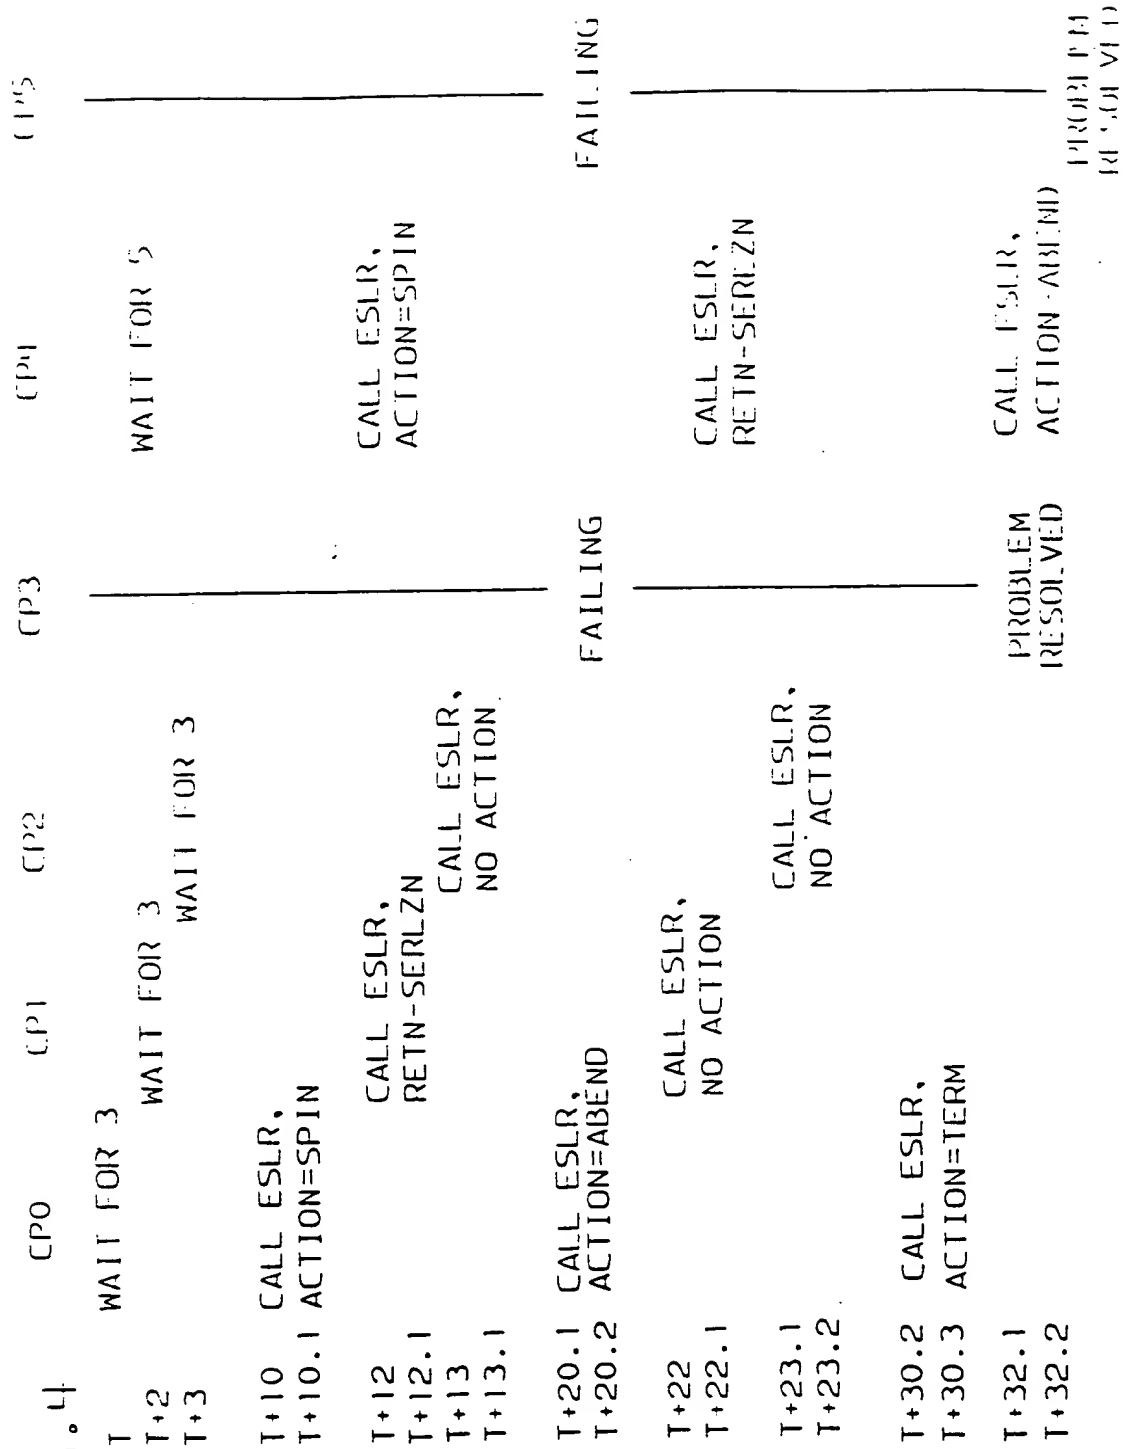 . 4
CP0 CP1 CP2 CP3 CP4 CP5
T WAIT FOR 3
T+2 WAIT FOR 3 WAIT FOR 5
T+3 WAIT FOR 3
T+10 CALL ESLR,
T+10.1 ACTION=SPIN
T+12 CALL ESLR, CALL ESLR,
T+12.1 RETN-SERLZN ACTION=SPIN
T+13 CALL ESLR,
T+13.1 NO ACTION
FAILING FAILING
T+20.1 CALL ESLR,
T+20.2 ACTION=ABEND
T+22 CALL ESLR, CALL ESLR,
T+22.1 NO ACTION RETN-SERLZN
T+23.1 CALL ESLR,
T+23.2 NO ACTION
T+30.2 CALL ESLR,
T+30.3 ACTION=TERM
T+32.1 PROBLEM CALL ESLR,
T+32.2 RESOLVED ACTION-ABEND
PROBLEM
RESOLVED